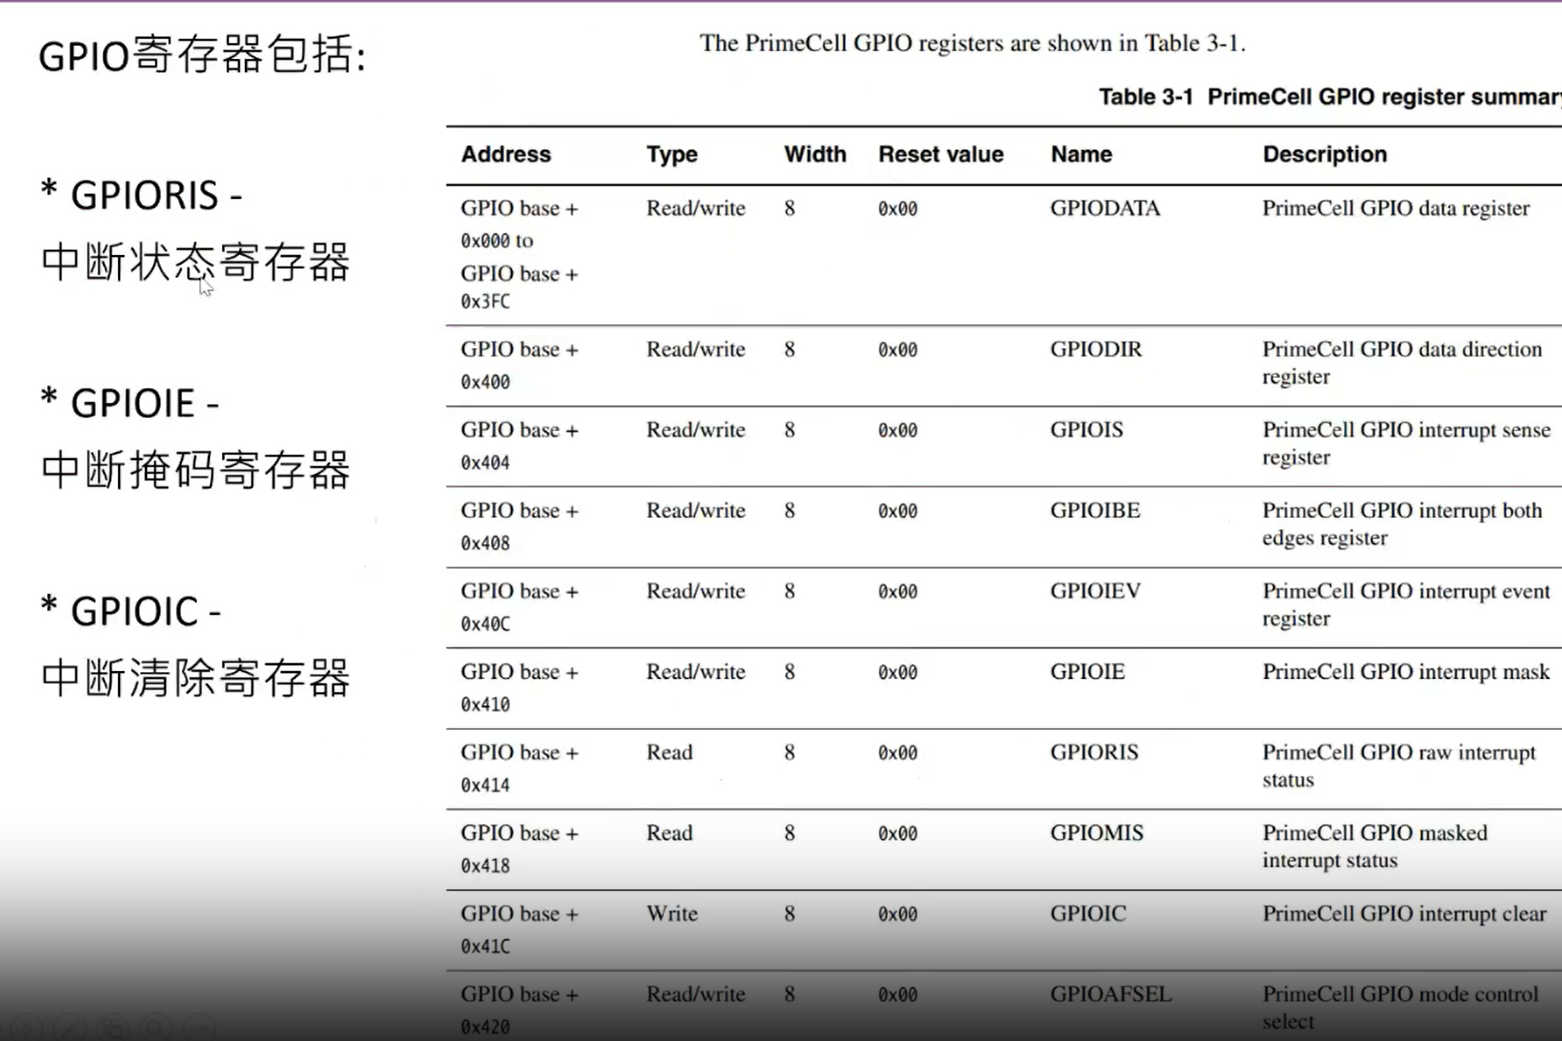 GPIO寄存器包括:
* GPIORIS -
中断状态寄存器
* GPIOIE -
中断掩码寄存器
* GPIOIC -
中断清除寄存器
The PrimeCell GPIO registers are shown in Table 3-1.
Table 3-1 PrimeCell GPIO register summary
Address Type Width Reset value Name Description
GPIO base + Read/write 8 0x00 GPIODATA PrimeCell GPIO data register
0x000 to
GPIO base +
0x3FC
GPIO base + Read/write 8 0x00 GPIODIR PrimeCell GPIO data direction
0x400 register
GPIO base + Read/write 8 0x00 GPIOIS PrimeCell GPIO interrupt sense
0x404 register
GPIO base + Read/write 8 0x00 GPIOIBE PrimeCell GPIO interrupt both
0x408 edges register
GPIO base + Read/write 8 0x00 GPIOIEV PrimeCell GPIO interrupt event
0x40C register
GPIO base + Read/write 8 0x00 GPIOIE PrimeCell GPIO interrupt mask
0x410
GPIO base + Read 8 0x00 GPIORIS PrimeCell GPIO raw interrupt
0x414 status
GPIO base + Read 8 0x00 GPIOMIS PrimeCell GPIO masked
0x418 interrupt status
GPIO base + Write 8 0x00 GPIOIC PrimeCell GPIO interrupt clear
0x41C
GPIO base + Read/write 8 0x00 GPIOAFSEL PrimeCell GPIO mode control
0x420 select